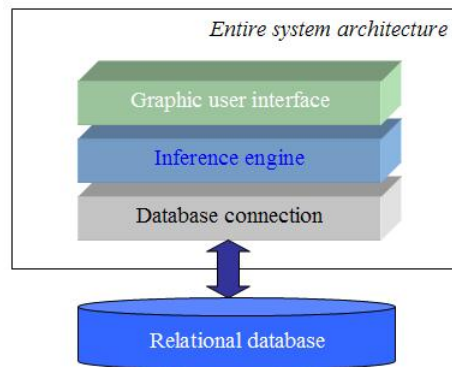 Entire system architecture
Graphic user interface
Inference engine
Database connection
Relational database